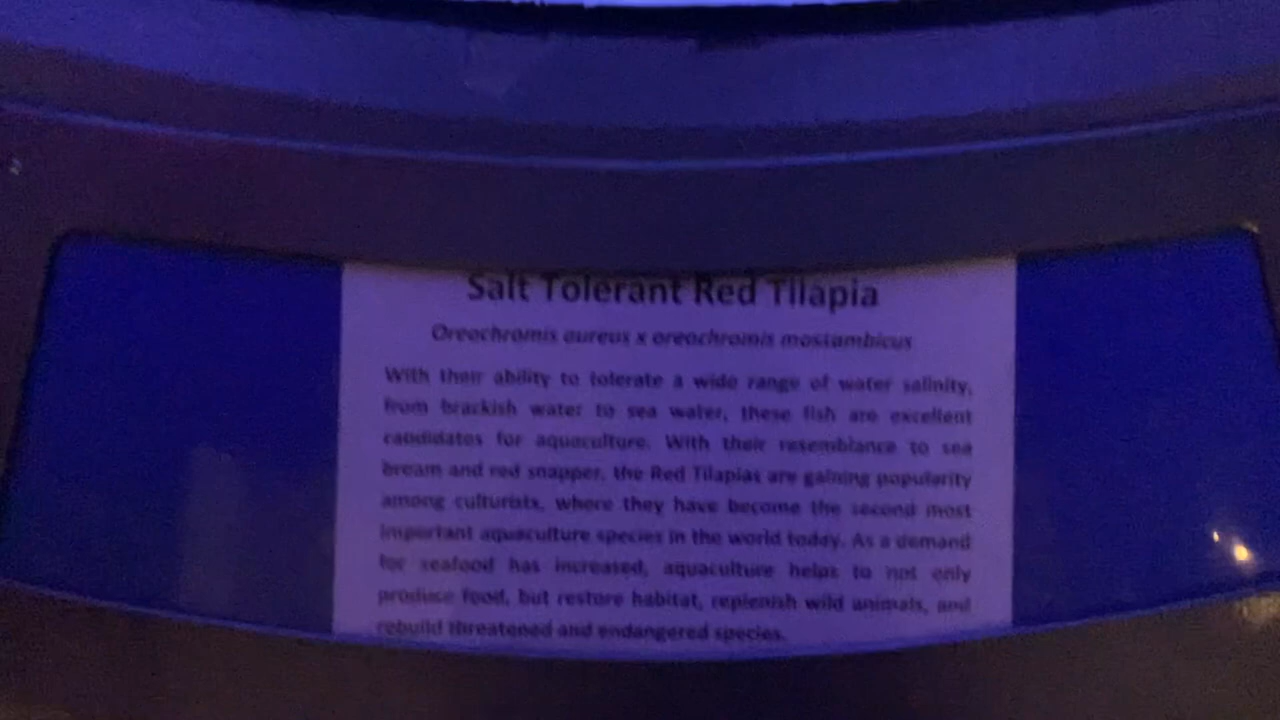 Salt Tolerant Red Tilapia
Oreochromis aureus x oreochromis mostambicus
With their ability to tolerate a wide range of water salinity,
from brackish water to sea water, these fish are excellent
candidates for aquaculture. With their resemblance to sea
bream and red snapper, the Red Tilapias are gaining popularity
among culturists, where they have become the second most
important aquaculture species in the world today. As a demand
for seafood has increased, aquaculture helps to not only
produce food, but restore habitat, replenish wild animals, and
rebuild threatened and endangered species.